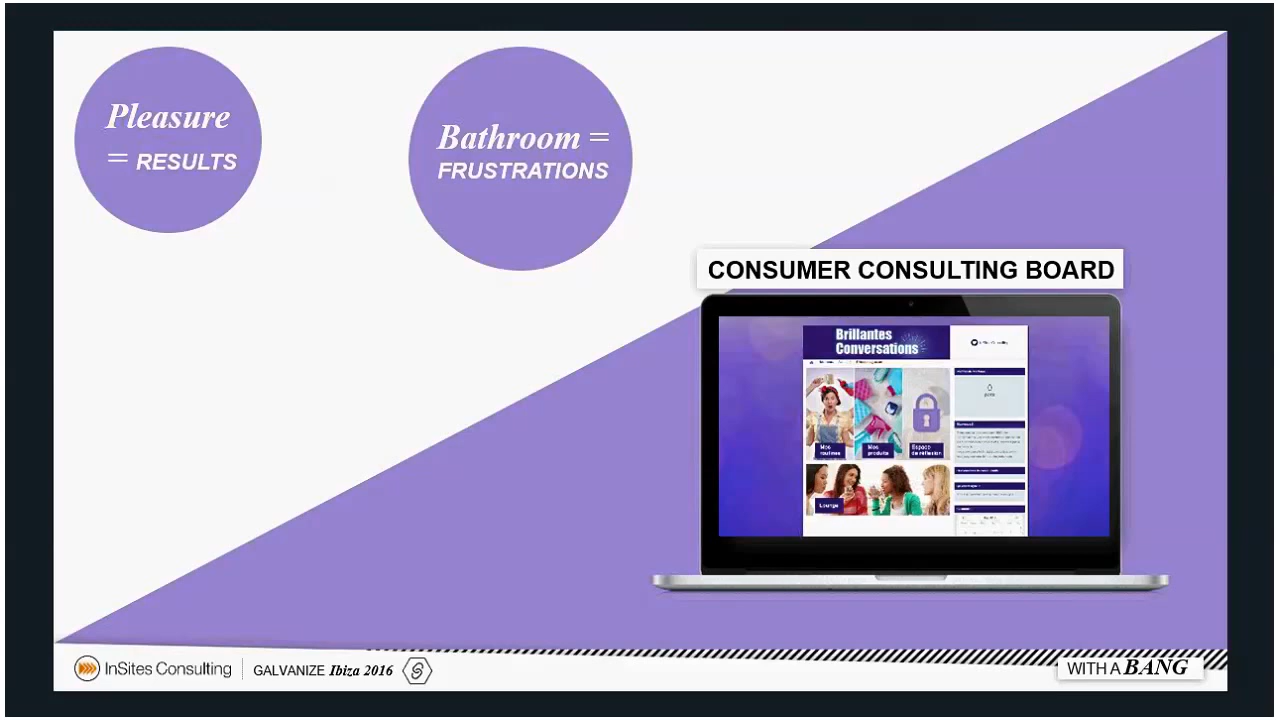 Pleasure
= RESULTS
Bathroom =
FRUSTRATIONS
CONSUMER CONSULTING BOARD
Brillantes
Conversations
Mes
routines
Mes
produits
Espace
de réflexion
Lounge
InSites Consulting
GALVANIZE Ibiza 2016
WITH A BANG